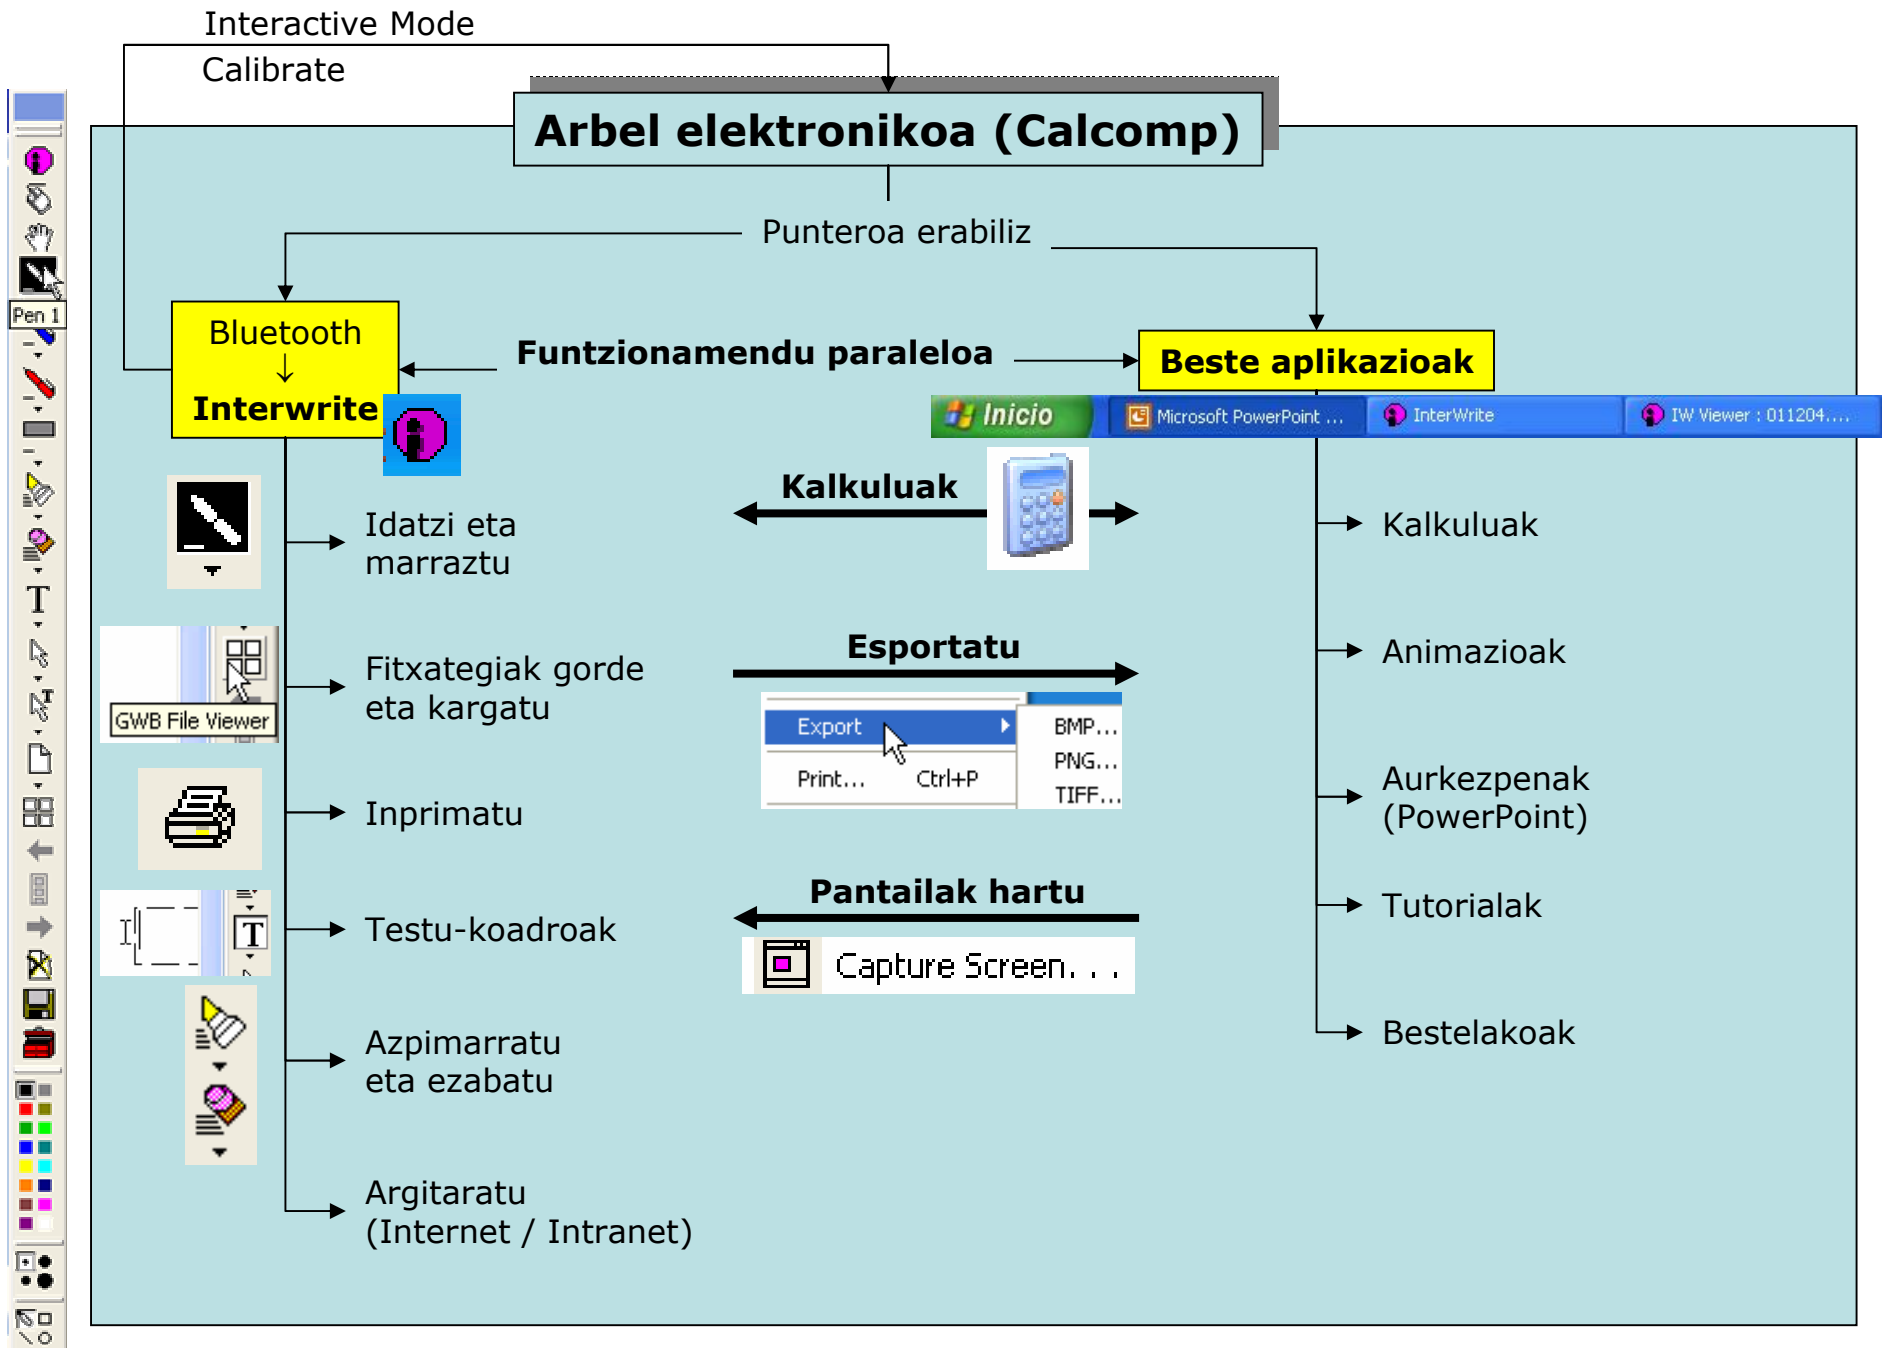 Interactive Mode
Calibrate
Arbel elektronikoa (Calcomp)
Punteroa erabiliz
Pen 1
Bluetooth
↓
Interwrite
Funtzionamendu paraleloa
Beste aplikazioak
Inicio
Microsoft PowerPoint ...
InterWrite
IW Viewer : 011204....
Idatzi eta
marraztu
Kalkuluak
Kalkuluak
Fitxategiak gorde
eta kargatu
GWB File Viewer
Esportatu
Export
Print... Ctrl+P
BMP...
PNG...
TIFF...
Animazioak
Inprimatu
Aurkezpenak
(PowerPoint)
T
T
Testu-koadroak
Pantailak hartu
Capture Screen. . .
Tutorialak
Azpimarratu
eta ezabatu
Bestelakoak
Argitaratu
(Internet / Intranet)